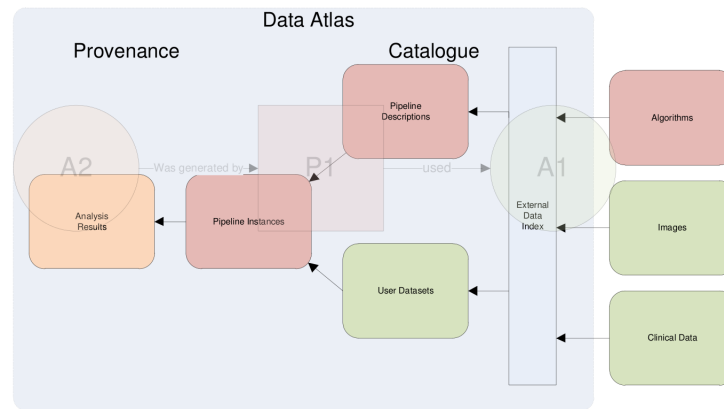 Data Atlas
Provenance
Catalogue
Pipeline
Descriptions
Algorithms
A2
Was generated by
P1
used
A1
Analysis
Results
Pipeline Instances
External
Data
Index
Images
User Datasets
Clinical Data